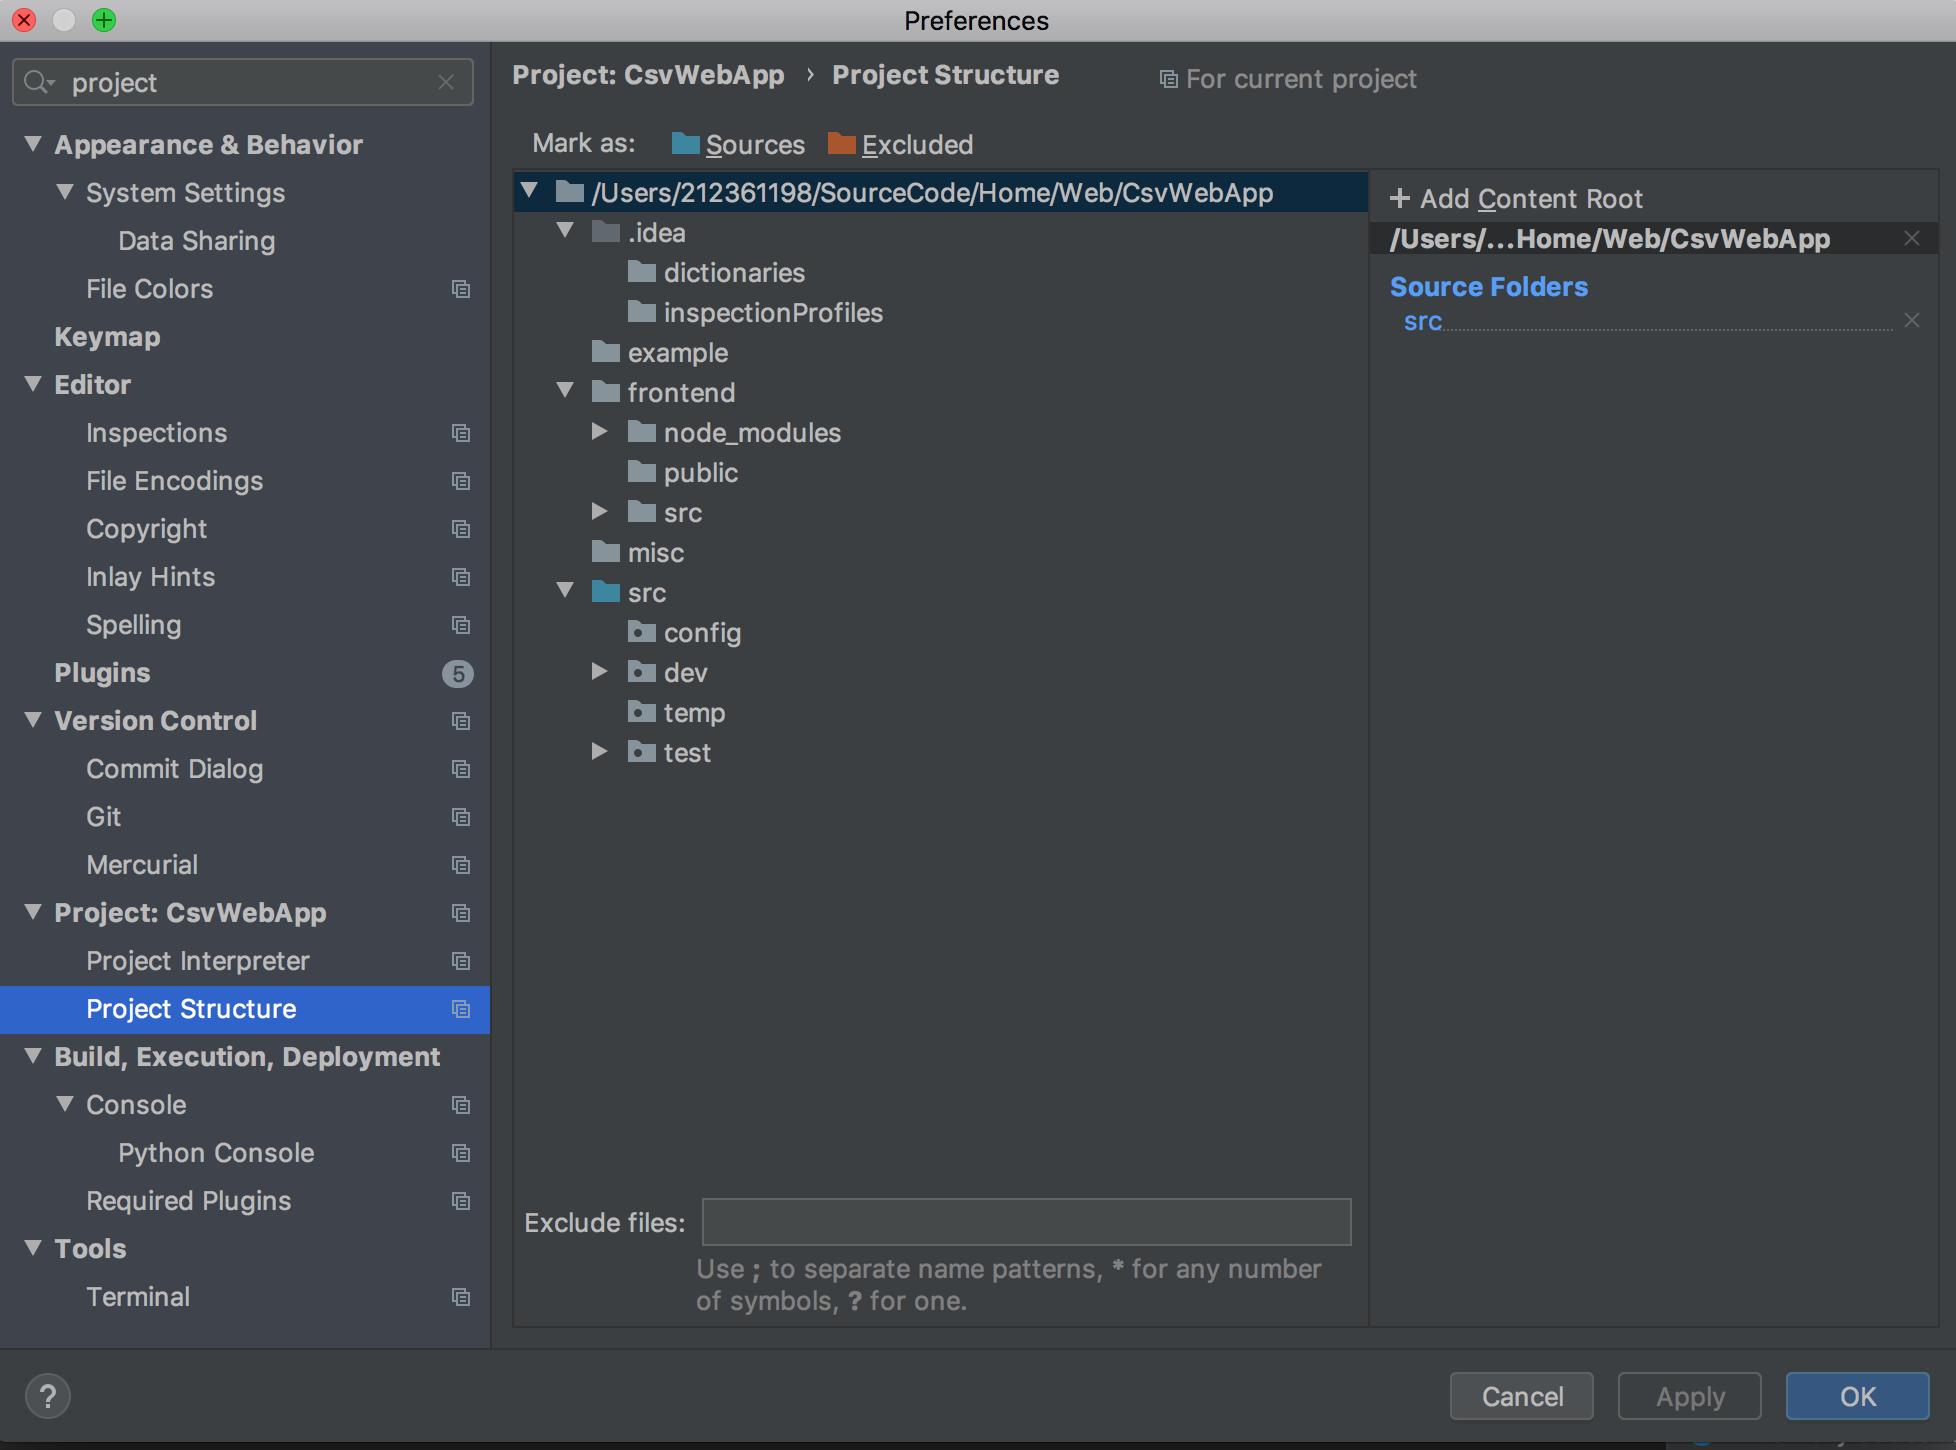 Preferences
project
Appearance & Behavior
System Settings
Data Sharing
File Colors
Keymap
Editor
Inspections
File Encodings
Copyright
Inlay Hints
Spelling
Plugins
5
Version Control
Commit Dialog
Git
Mercurial
Project: CsvWebApp
Project Interpreter
Project Structure
Build, Execution, Deployment
Console
Python Console
Required Plugins
Tools
Terminal
Project: CsvWebApp › Project Structure
For current project
Mark as: Sources Excluded
/Users/212361198/SourceCode/Home/Web/CsvWebApp
.idea
dictionaries
inspectionProfiles
example
frontend
node_modules
public
src
misc
src
config
dev
temp
test
Exclude files:
Use ; to separate name patterns, * for any number
of symbols, ? for one.
+ Add Content Root
/Users/...Home/Web/CsvWebApp
Source Folders
src
?
Cancel
Apply
OK